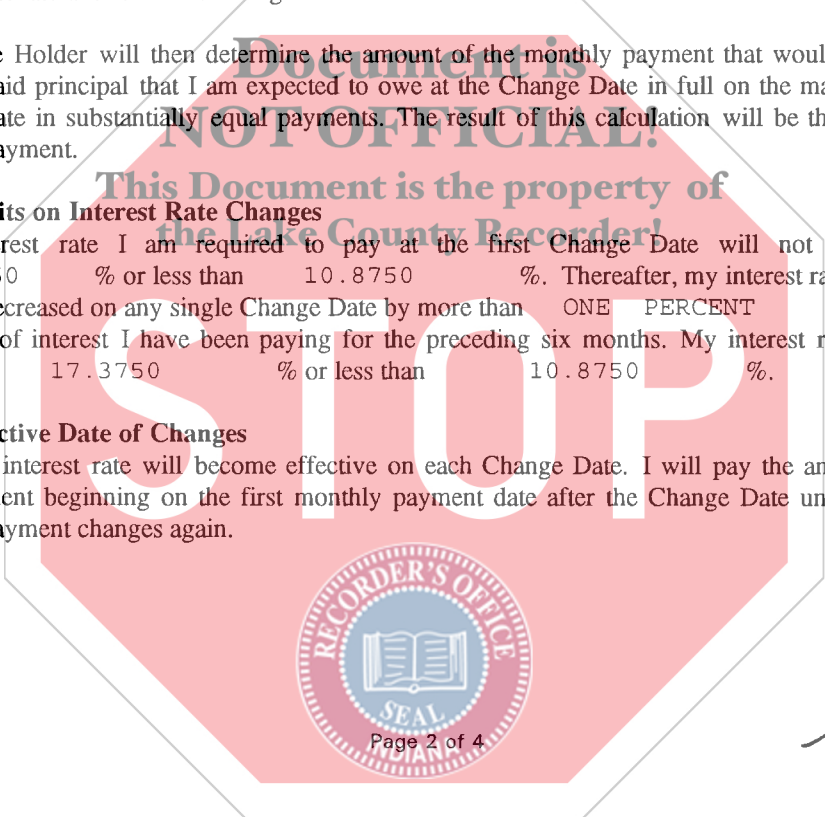 Holder will then determine the amount of the monthly payment that woul
aid principal that I am expected to owe at the Change Date in full on the ma
ate in substantially equal payments. The result of this calculation will be th
ayment.
its on Interest Rate Changes
rest rate I am required to pay at the first Change Date will not
50 % or less than 10.8750 %. Thereafter, my interest ra
ecreased on any single Change Date by more than ONE PERCENT
of interest I have been paying for the preceding six months. My interest r
17.3750 % or less than 10.8750 %.
ctive Date of Changes
interest rate will become effective on each Change Date. I will pay the a
ent beginning on the first monthly payment date after the Change Date un
ayment changes again.
Page 2 of 4
Document is
NOT OFFICIAL!
This Document is the property of
the Lake County Recorder!
STOP
RECORDER'S OFFICE
SEAL
INDIANA